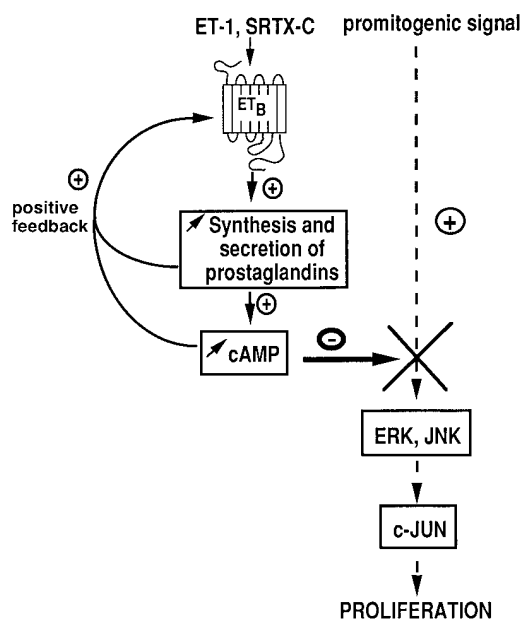 ET-1, SRTX-C promitogenic signal
ETB
+
+
positive
feedback
+
Synthesis and
secretion of
prostaglandins
+
cAMP
-
ERK, JNK
c-JUN
PROLIFERATION